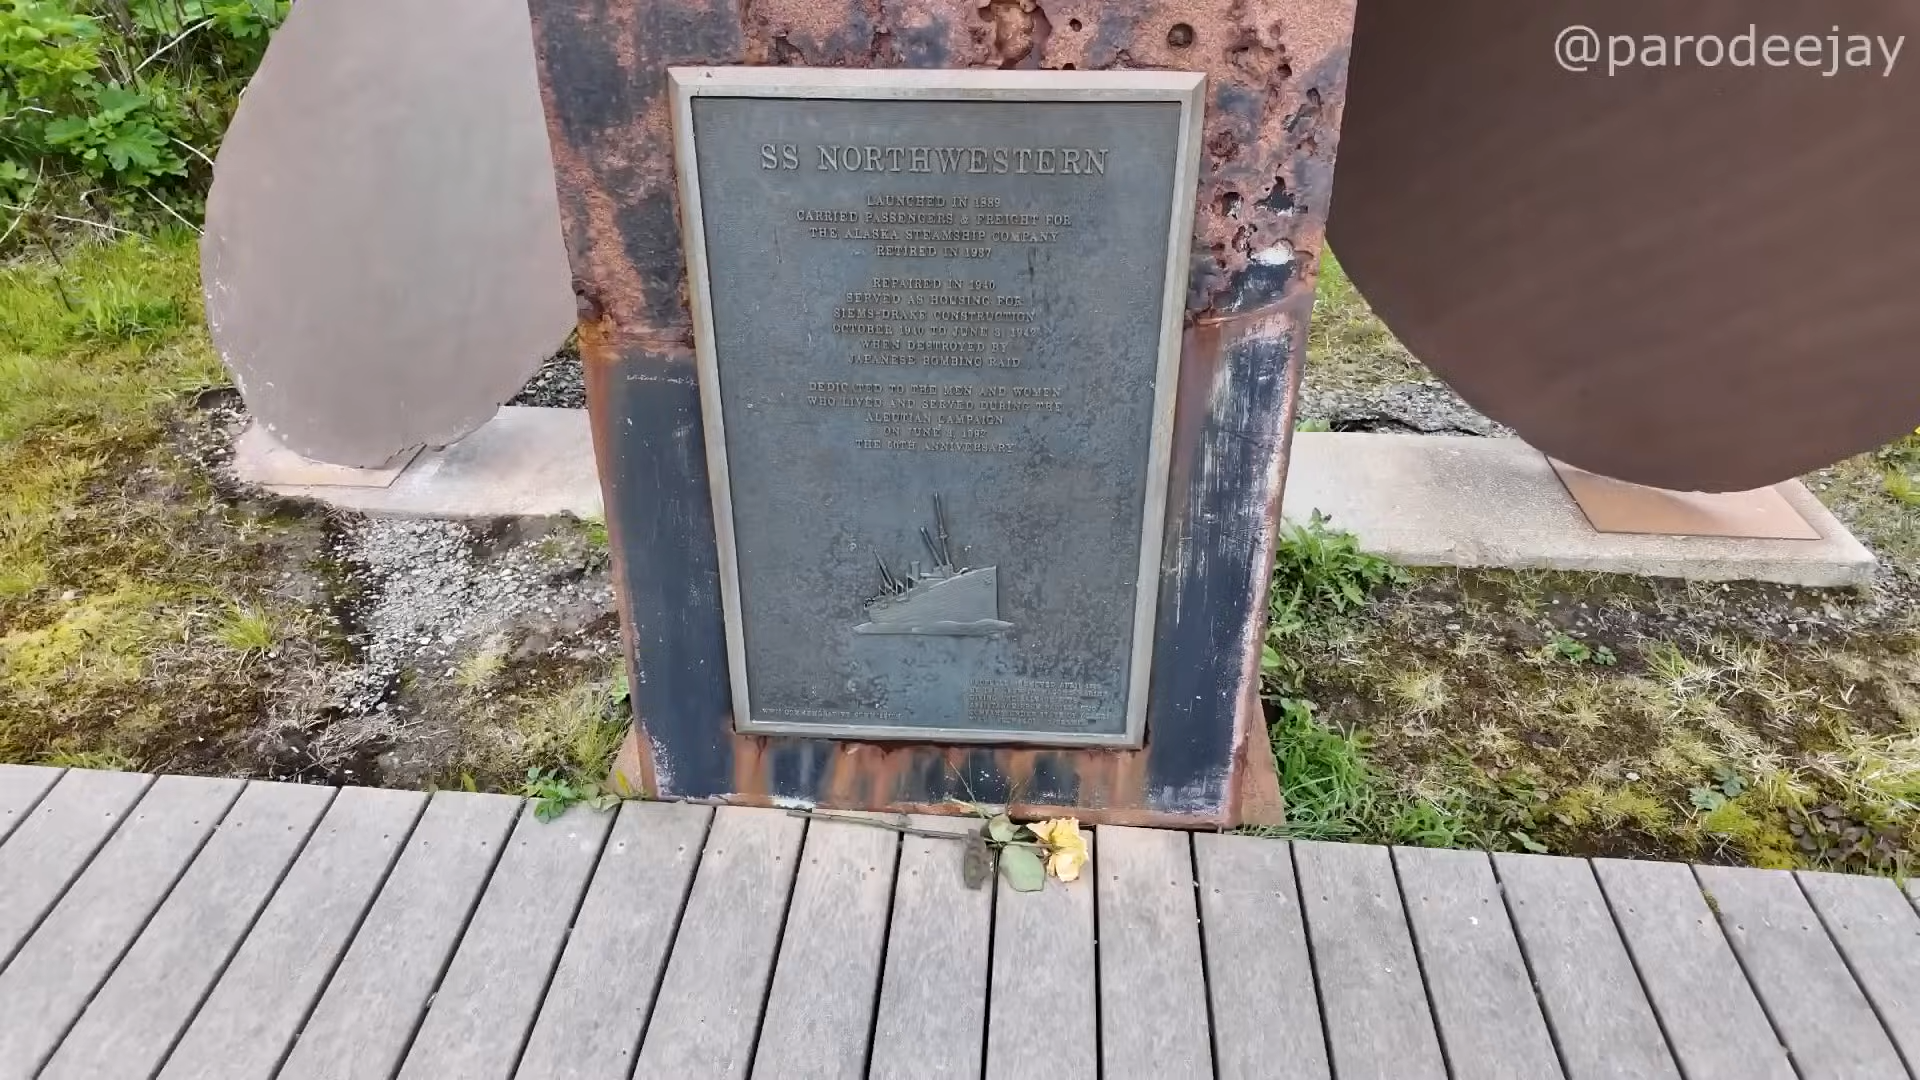 @parodeejay
SS NORTHWESTERN
LAUNCHED IN 1889
CARRIED PASSENGERS & FREIGHT FOR
THE ALASKA STEAMSHIP COMPANY
RETIRED IN 1937
REPAIRED IN 1940
SERVED AS HOUSING FOR
SIEMS-DRAKE CONSTRUCTION
OCTOBER 1940 TO JUNE 3, 1942
WHEN DESTROYED BY
JAPANESE BOMBING RAID
DEDICATED TO THE MEN AND WOMEN
WHO LIVED AND SERVED DURING THE
ALEUTIAN CAMPAIGN
ON JUNE 3, 1992
THE 50TH ANNIVERSARY